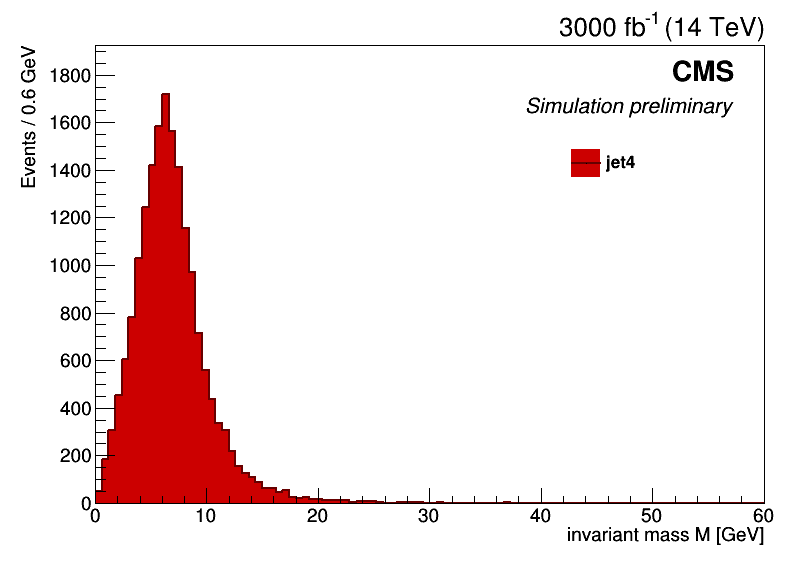 3000 fb-1 (14 TeV)
Events / 0.6 GeV
CMS
Simulation preliminary
jet4
1800
1600
1400
1200
1000
800
600
400
200
0
0 10 20 30 40 50 60
invariant mass M [GeV]